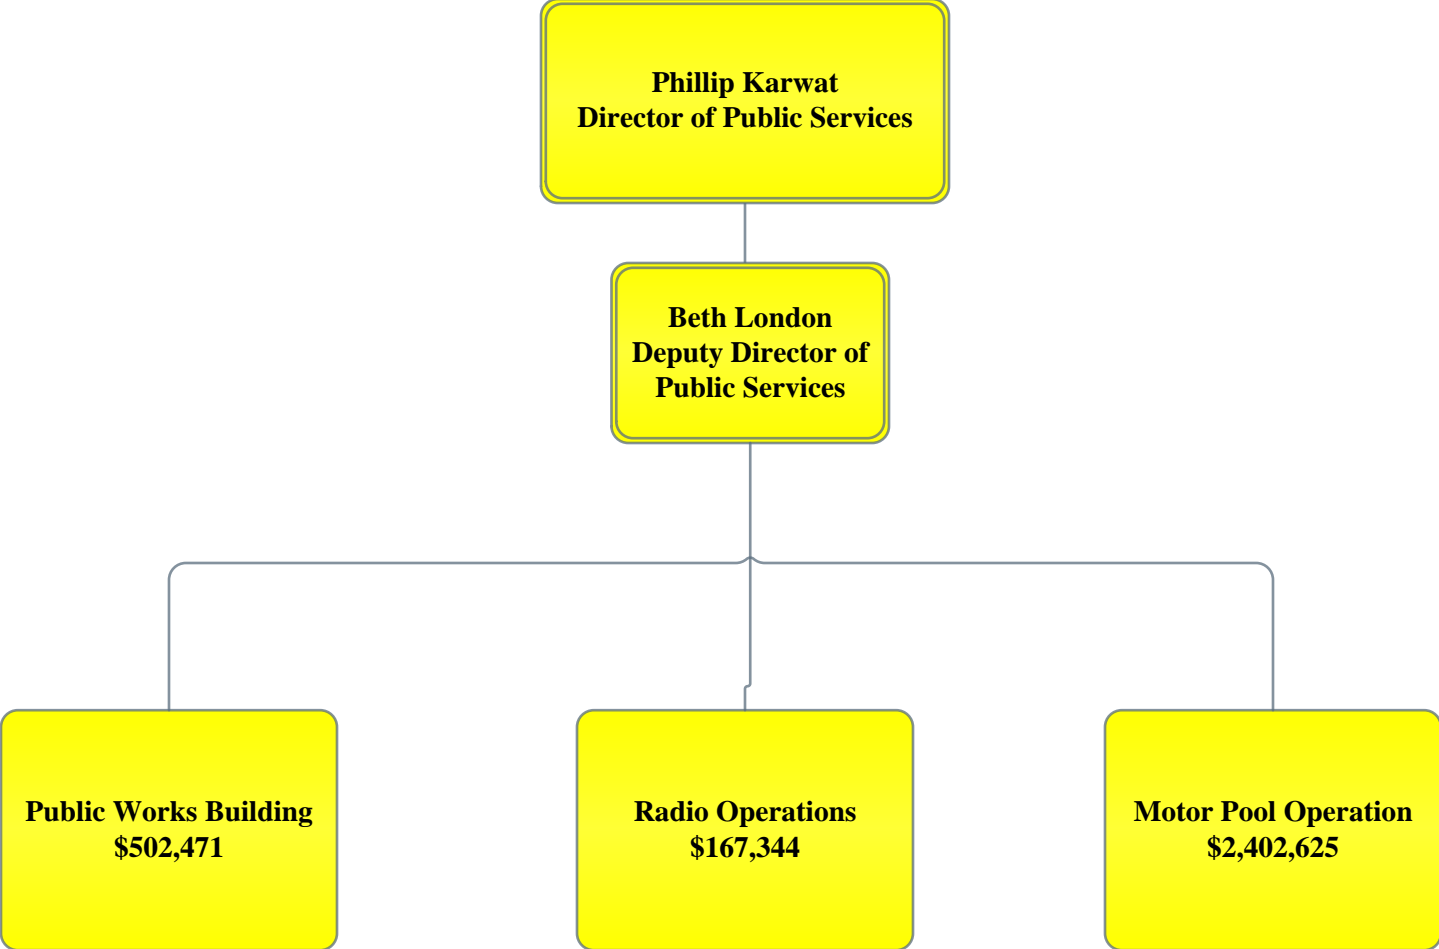 Phillip Karwat
Director of Public Services
Beth London
Deputy Director of
Public Services
Public Works Building
$502,471
Radio Operations
$167,344
Motor Pool Operation
$2,402,625